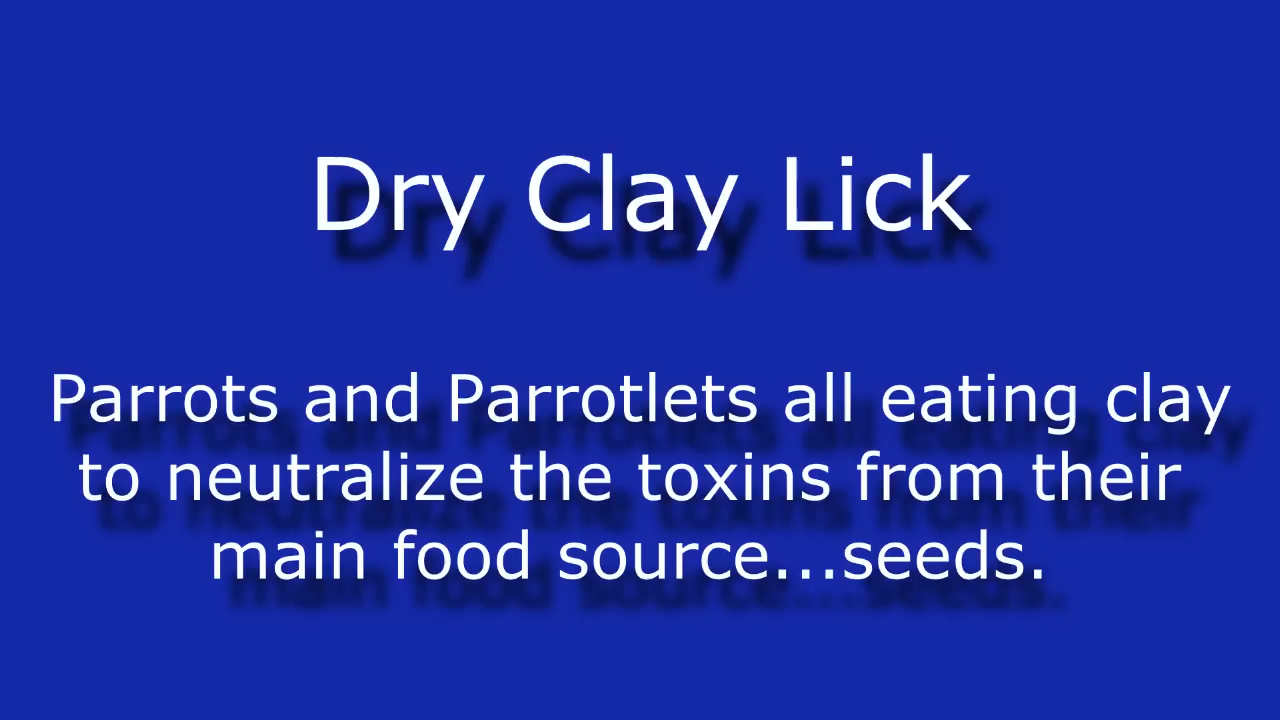 Dry Clay Lick
Parrots and Parrotlets all eating clay
to neutralize the toxins from their
main food source...seeds.